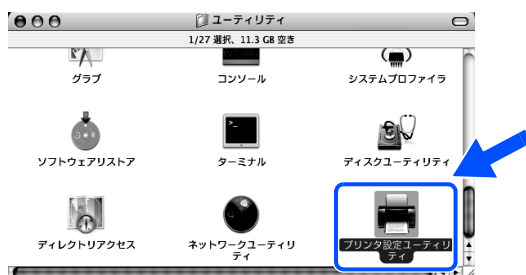 ユーティリティ
1/27 選択、11.3 GB 空き
グラブ
コンソール
システムプロファイラ
ソフトウェアリストア
ターミナル
ディスクユーティリティ
ディレクトリアクセス
ネットワークユーティリ
ティ
プリンタ設定ユーティリ
ティ